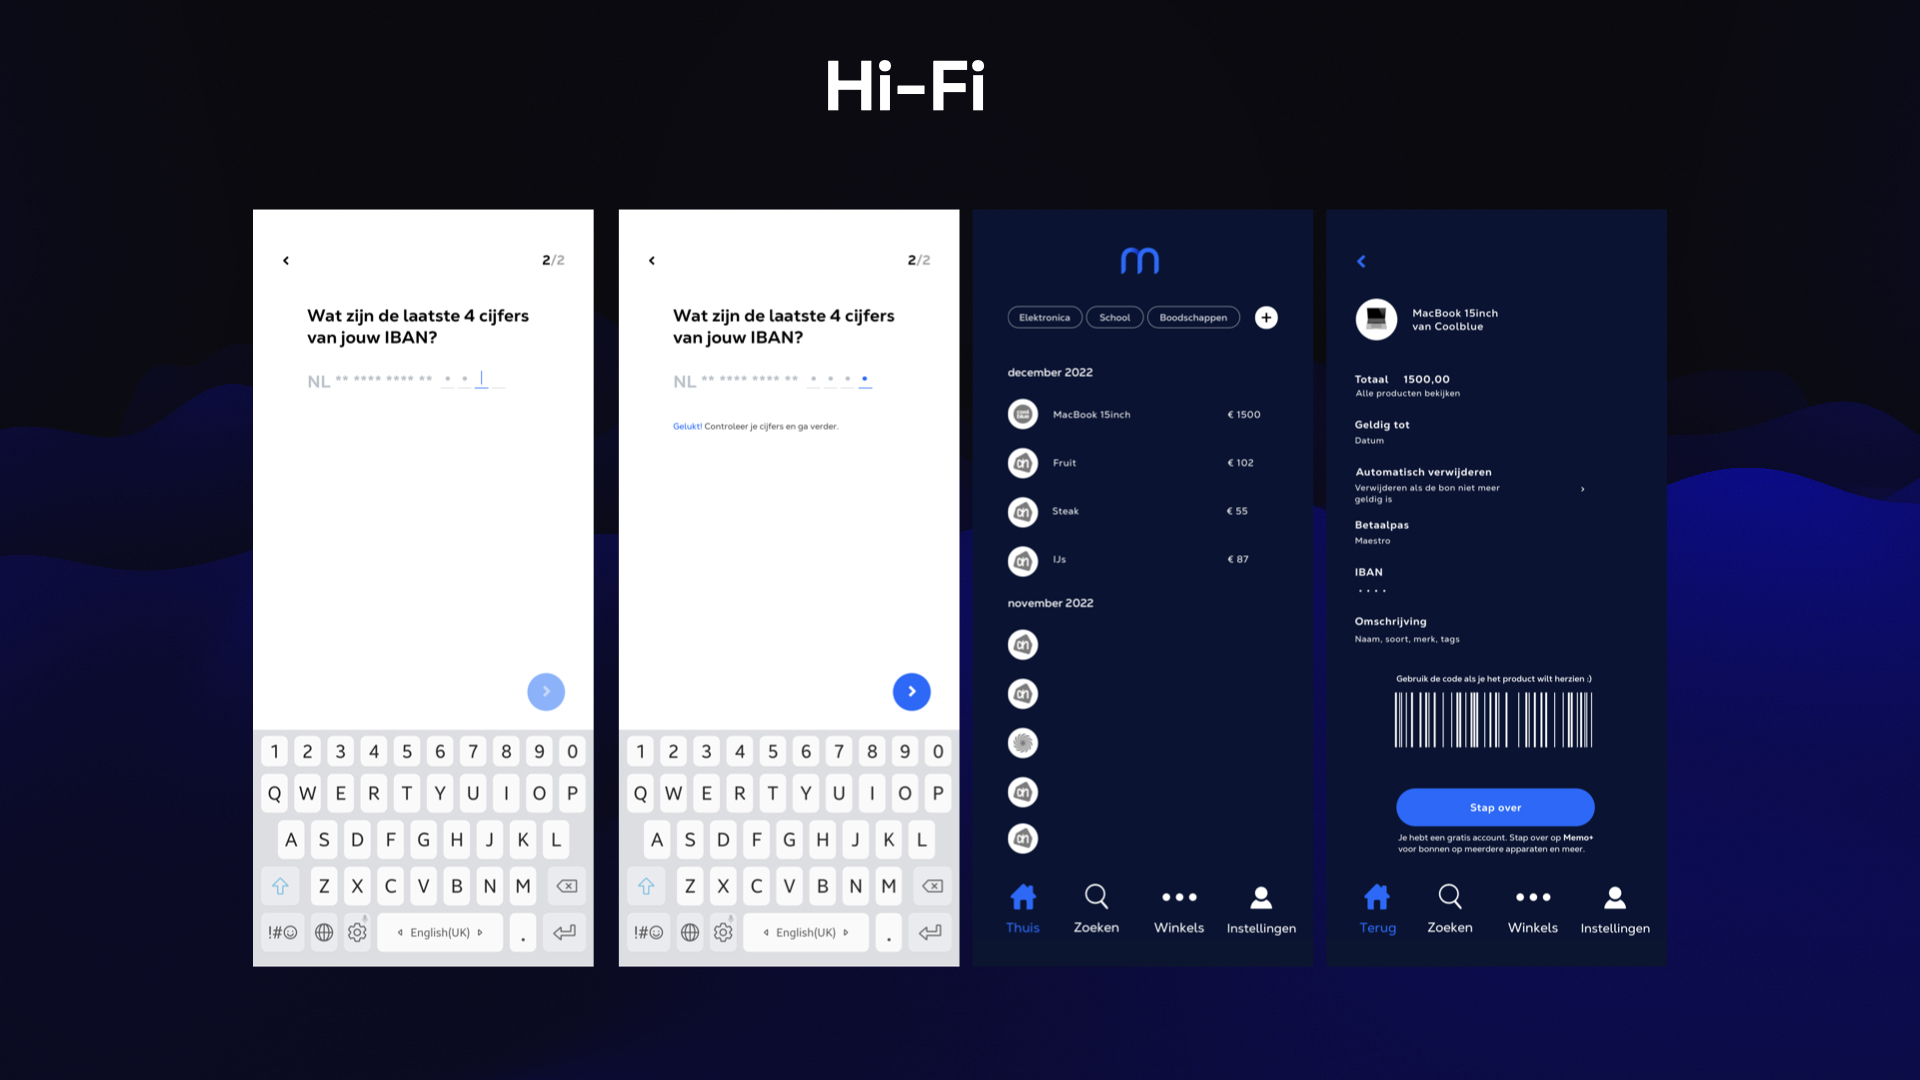 Hi-Fi
2/2
Wat zijn de laatste 4 cijfers
van jouw IBAN?
NL ** **** **** **
1 2 3 4 5 6 7 8 9 0
Q W E R T Y U I O P
A S D F G H J K L
Z X C V B N M
!#☺ English(UK) .
2/2
Wat zijn de laatste 4 cijfers
van jouw IBAN?
NL ** **** **** ** • • • •
Gelukt! Controleer je cijfers en ga verder.
1 2 3 4 5 6 7 8 9 0
Q W E R T Y U I O P
A S D F G H J K L
Z X C V B N M
!#☺ English(UK) .
m
Elektronica School Boodschappen +
december 2022
MacBook 15inch € 1500
Fruit € 102
Steak € 55
IJs € 87
november 2022
Thuis Zoeken Winkels Instellingen
MacBook 15inch
van Coolblue
Totaal 1500,00
Alle producten bekijken
Geldig tot
Datum
Automatisch verwijderen
Verwijderen als de bon niet meer
geldig is
Betaalpas
Maestro
IBAN
• • • •
Omschrijving
Naam, soort, merk, tags
Gebruik de code als je het product wilt herzien :)
Stap over
Je hebt een gratis account. Stap over op Memo+
voor bonnen op meerdere apparaten en meer.
Terug Zoeken Winkels Instellingen